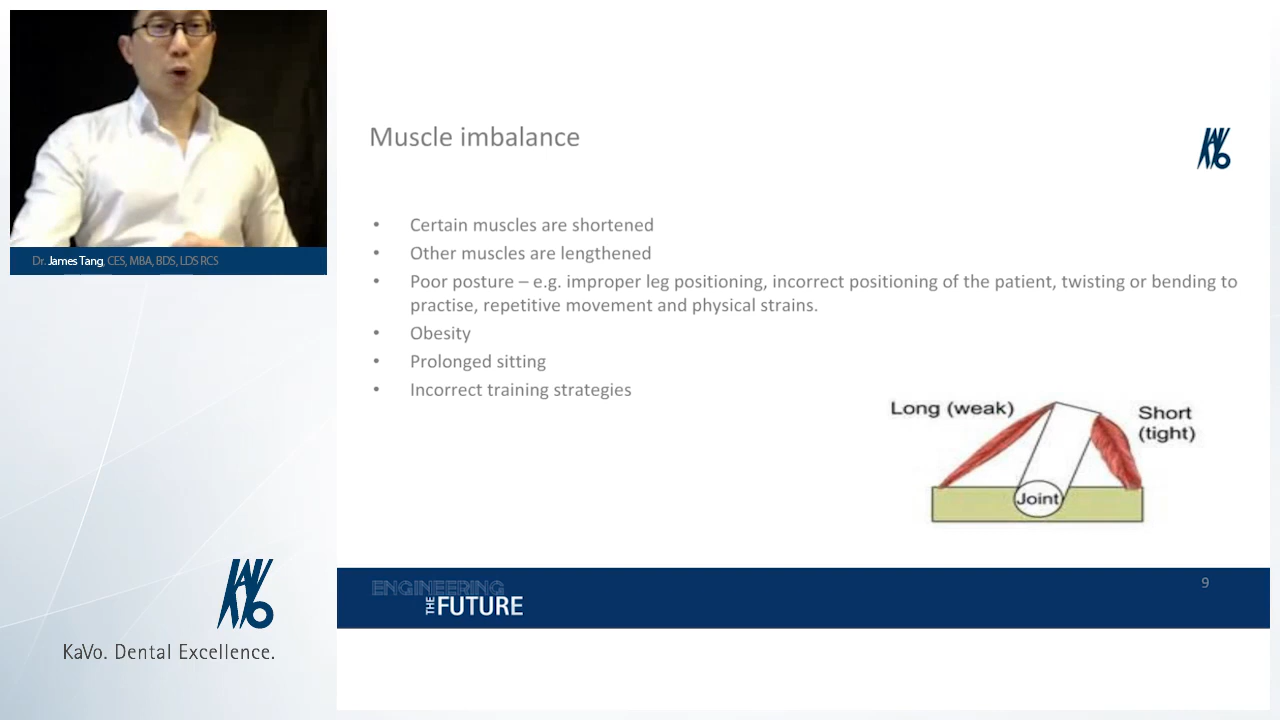 Dr. James Tang, CES, MBA, BDS, LDS RCS
Muscle imbalance
KAVO
• Certain muscles are shortened
• Other muscles are lengthened
• Poor posture – e.g. improper leg positioning, incorrect positioning of the patient, twisting or bending to
practise, repetitive movement and physical strains.
• Obesity
• Prolonged sitting
• Incorrect training strategies
Long (weak)
Short
(tight)
Joint
KAVO
KaVo. Dental Excellence.
ENGINEERING
THE FUTURE
9